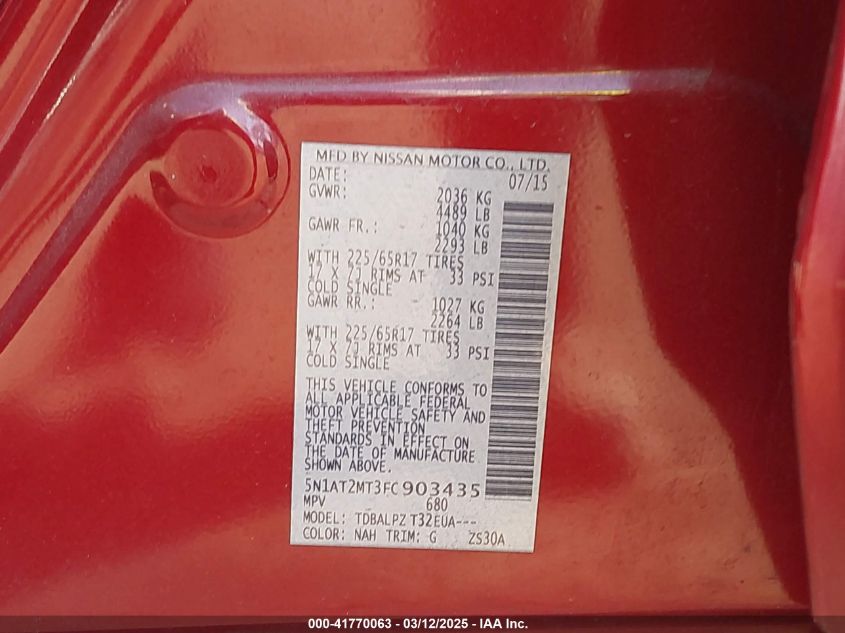 MFD BY NISSAN MOTOR CO., LTD.
DATE: 07/15
GVWR: 2036 KG
4489 LB
GAWR FR.: 1040 KG
2293 LB
WITH 225/65R17 TIRES
17 X 7J RIMS AT 33 PSI
COLD SINGLE
GAWR RR.: 1027 KG
2264 LB
WITH 225/65R17 TIRES
17 X 7J RIMS AT 33 PSI
COLD SINGLE
THIS VEHICLE CONFORMS TO
ALL APPLICABLE FEDERAL
MOTOR VEHICLE SAFETY AND
THEFT PREVENTION
STANDARDS IN EFFECT ON
THE DATE OF MANUFACTURE
SHOWN ABOVE.
5N1AT2MT3FC903435
MPV 680
MODEL: TDBALPZ T32EUA---
COLOR: NAH TRIM: G ZS30A
000-41770063 - 03/12/2025 - IAA Inc.